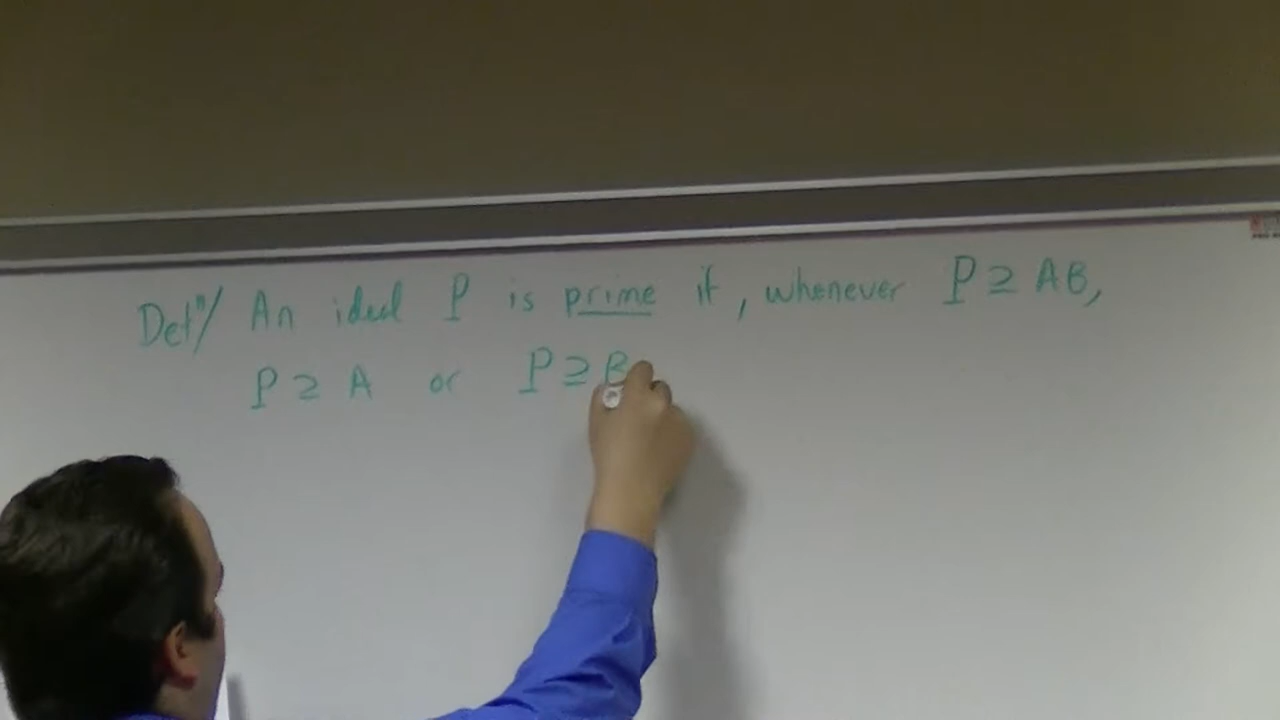 Defⁿ/ An ideal P is prime if, whenever P ⊇ AB,
P ⊇ A or P ⊇ B